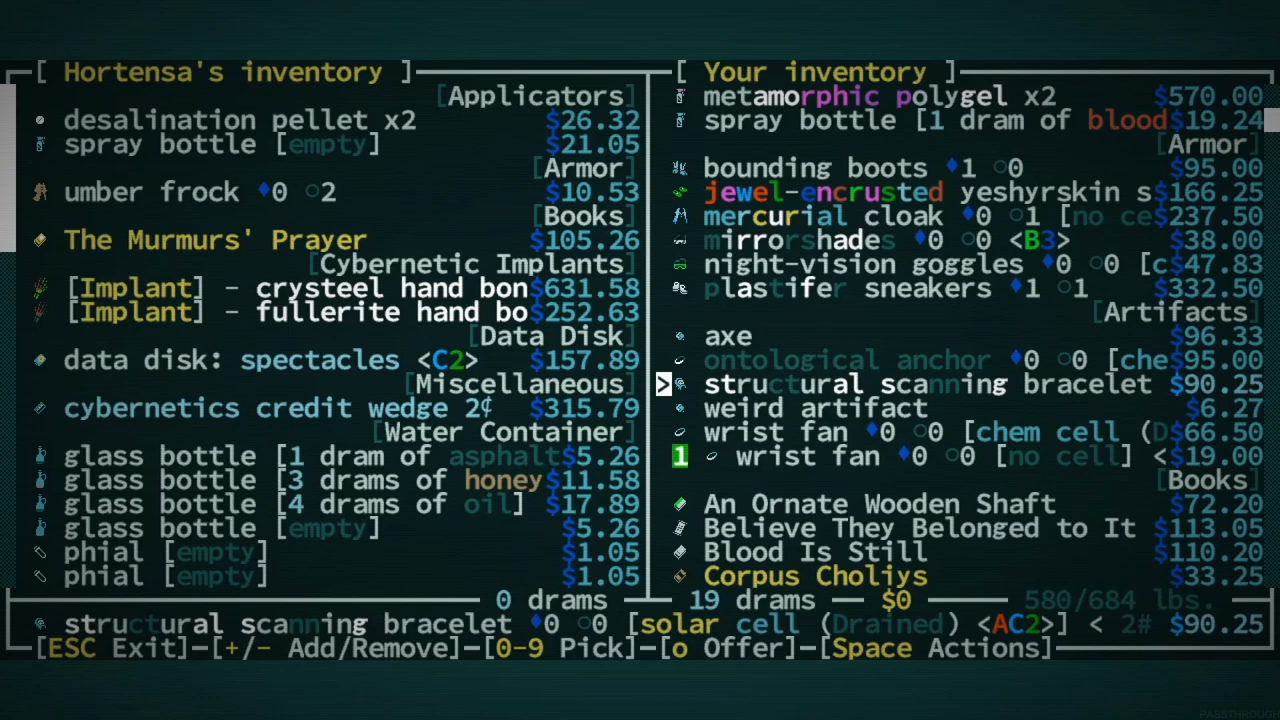 [ Hortensa's inventory ]
[Applicators]
desalination pellet x2 $26.32
spray bottle [empty] $21.05
[Armor]
umber frock ♦0 ○2 $10.53
[Books]
The Murmurs' Prayer $105.26
[Cybernetic Implants]
[Implant] - crysteel hand bon$631.58
[Implant] - fullerite hand bo$252.63
[Data Disk]
data disk: spectacles <C2> $157.89
[Miscellaneous]
cybernetics credit wedge 2¢ $315.79
[Water Container]
glass bottle [1 dram of asphalt$5.26
glass bottle [3 drams of honey$11.58
glass bottle [4 drams of oil] $17.89
glass bottle [empty] $5.26
phial [empty] $1.05
phial [empty] $1.05
[ Your inventory ]
metamorphic polygel x2 $570.00
spray bottle [1 dram of blood$19.24
[Armor]
bounding boots ♦1 ○0 $95.00
jewel-encrusted yeshyrskin s$166.25
mercurial cloak ♦0 ○1 [no ce$237.50
mirrorshades ♦0 ○0 <B3> $38.00
night-vision goggles ♦0 ○0 [c$47.83
plastifer sneakers ♦1 ○1 $332.50
[Artifacts]
axe $96.33
ontological anchor ♦0 ○0 [che$95.00
> structural scanning bracelet $90.25
weird artifact $6.27
wrist fan ♦0 ○0 [chem cell (D$66.50
1 wrist fan ♦0 ○0 [no cell] <$19.00
[Books]
An Ornate Wooden Shaft $72.20
Believe They Belonged to It $113.05
Blood Is Still $110.20
Corpus Choliys $33.25
0 drams 19 drams $0 580/684 lbs.
structural scanning bracelet ♦0 ○0 [solar cell (Drained) <AC2>] < 2# $90.25
[ESC Exit]-[+/- Add/Remove]-[0-9 Pick]-[o Offer]-[Space Actions]